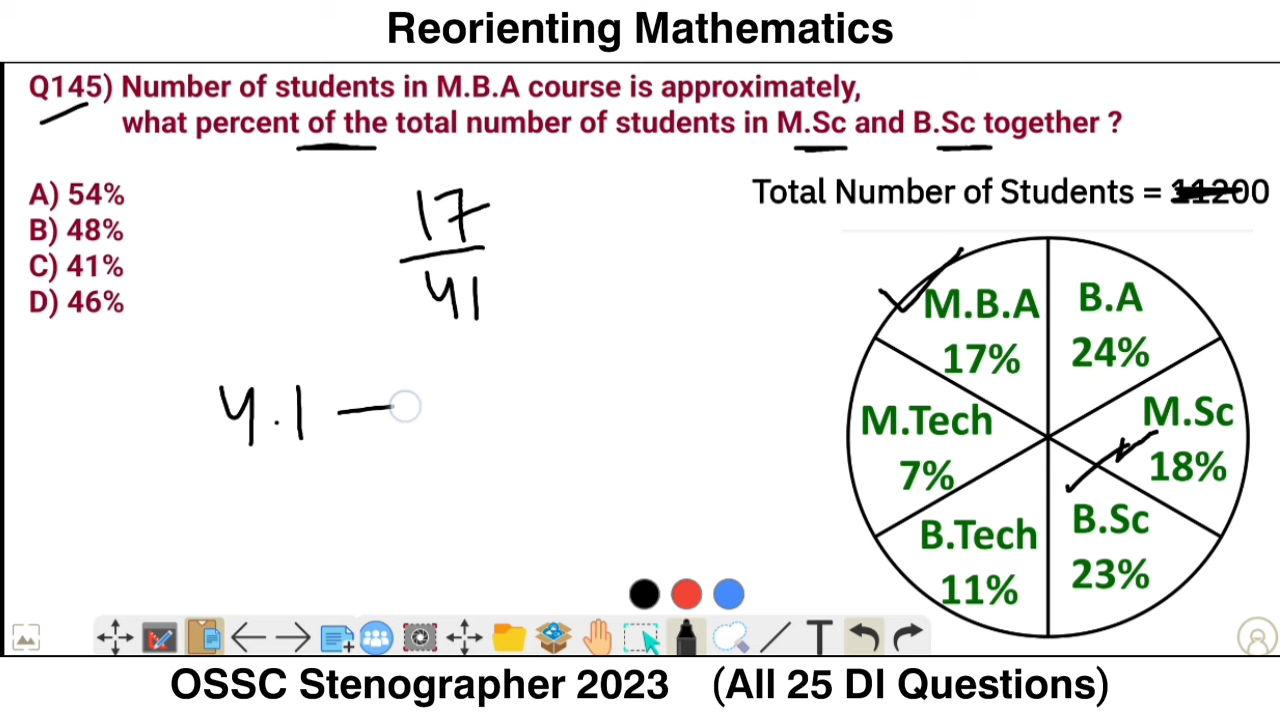 Reorienting Mathematics
Q145) Number of students in M.B.A course is approximately,
what percent of the total number of students in M.Sc and B.Sc together ?
A) 54%
B) 48%
C) 41%
D) 46%
17
41
4.1 —
Total Number of Students = 11200
M.B.A
17%
B.A
24%
M.Tech
7%
M.Sc
18%
+
B.Tech
11%
B.Sc
23%
T
OSSC Stenographer 2023 (All 25 DI Questions)